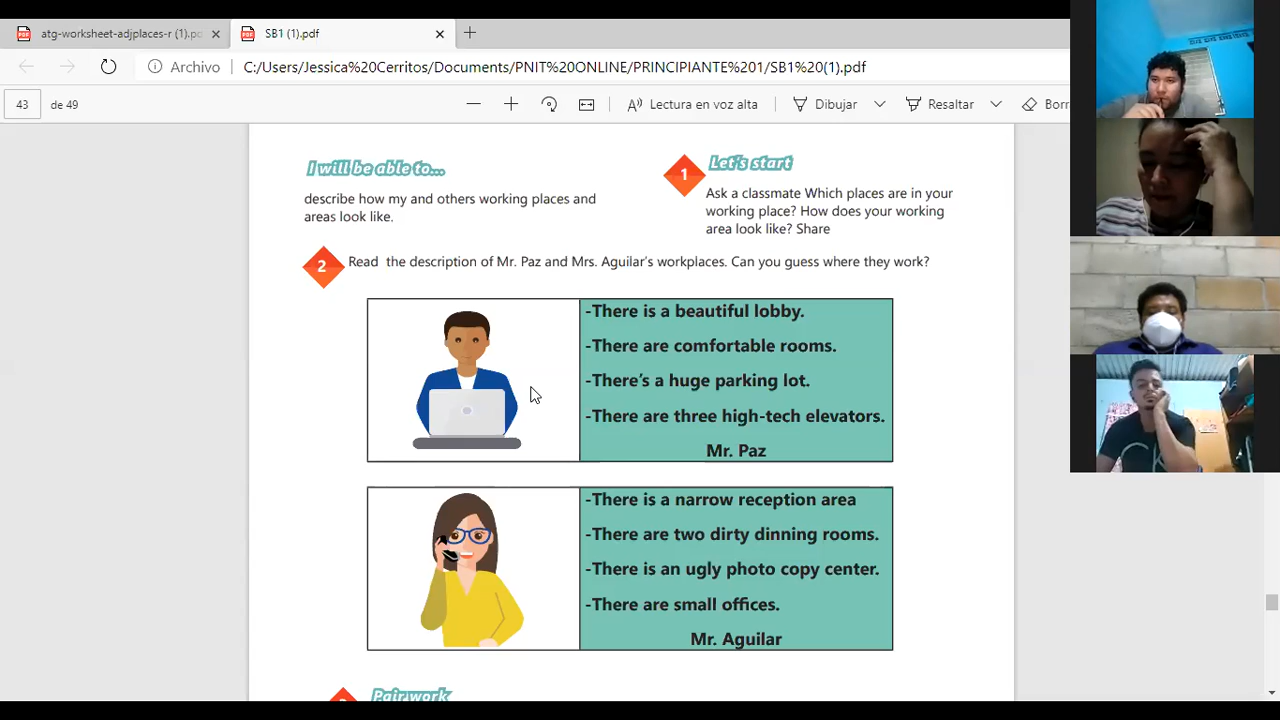 atg-worksheet-adjplaces-r (1).pd
SB1 (1).pdf
Archivo
C:/Users/Jessica%20Cerritos/Documents/PNIT%20ONLINE/PRINCIPIANTE%201/SB1%20(1).pdf
43 de 49
Lectura en voz alta
Dibujar
Resaltar
Borr
I will be able to...
describe how my and others working places and
areas look like.
1
Let's start
Ask a classmate Which places are in your
working place? How does your working
area look like? Share
2
Read the description of Mr. Paz and Mrs. Aguilar's workplaces. Can you guess where they work?
-There is a beautiful lobby.
-There are comfortable rooms.
-There's a huge parking lot.
-There are three high-tech elevators.
Mr. Paz
-There is a narrow reception area
-There are two dirty dinning rooms.
-There is an ugly photo copy center.
-There are small offices.
Mr. Aguilar
Pair work